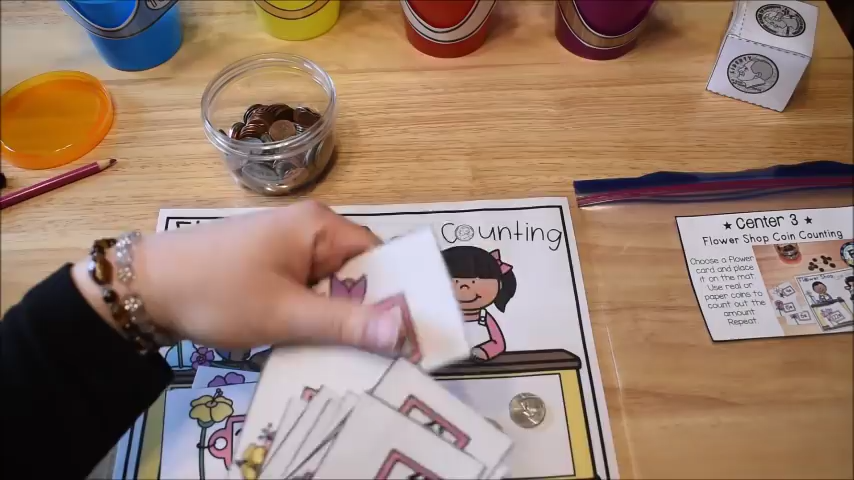 Counting
★ Center 3 ★
Flower Shop Coin Counting
Choose a flower
card and place
it on the mat.
Use real or
paper coins to
count out the
amount.
Repeat
LIBERTY